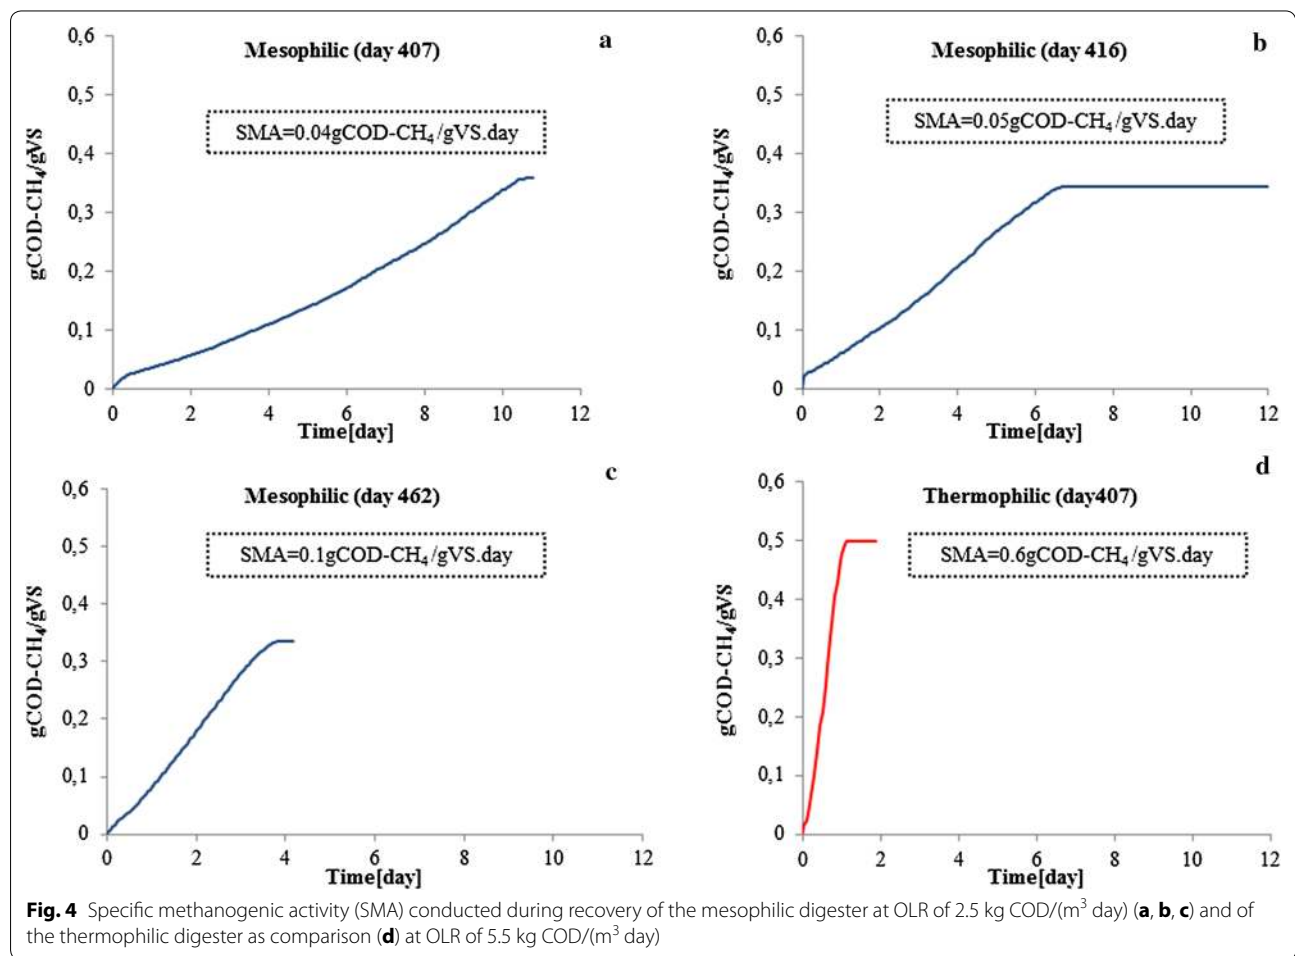 a
Mesophilic (day 407)
SMA=0.04gCOD-CH₄/gVS.day
gCOD-CH₄/gVS
0,6
0,5
0,4
0,3
0,2
0,1
0
0 2 4 6 8 10 12
Time[day]
b
Mesophilic (day 416)
SMA=0.05gCOD-CH₄/gVS.day
gCOD-CH₄/gVS
0,6
0,5
0,4
0,3
0,2
0,1
0
0 2 4 6 8 10 12
Time[day]
c
Mesophilic (day 462)
SMA=0.1gCOD-CH₄/gVS.day
gCOD-CH₄/gVS
0,6
0,5
0,4
0,3
0,2
0,1
0
0 2 4 6 8 10 12
Time[day]
d
Thermophilic (day407)
SMA=0.6gCOD-CH₄/gVS.day
gCOD-CH₄/gVS
0,6
0,5
0,4
0,3
0,2
0,1
0
0 2 4 6 8 10 12
Time[day]
Fig. 4 Specific methanogenic activity (SMA) conducted during recovery of the mesophilic digester at OLR of 2.5 kg COD/(m³ day) (a, b, c) and of
the thermophilic digester as comparison (d) at OLR of 5.5 kg COD/(m³ day)